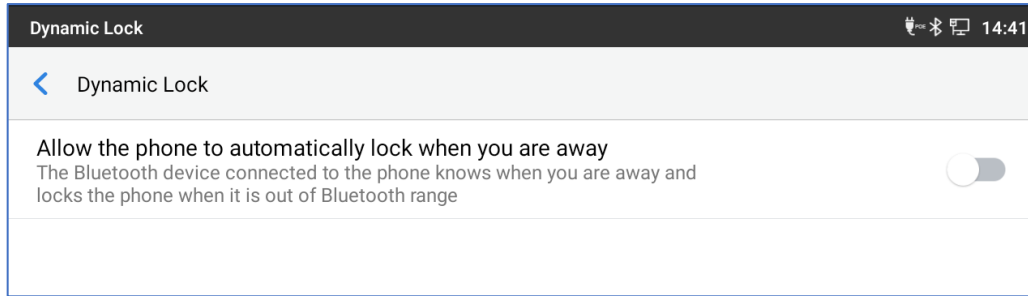 Dynamic Lock
POE 14:41
Dynamic Lock
Allow the phone to automatically lock when you are away
The Bluetooth device connected to the phone knows when you are away and
locks the phone when it is out of Bluetooth range